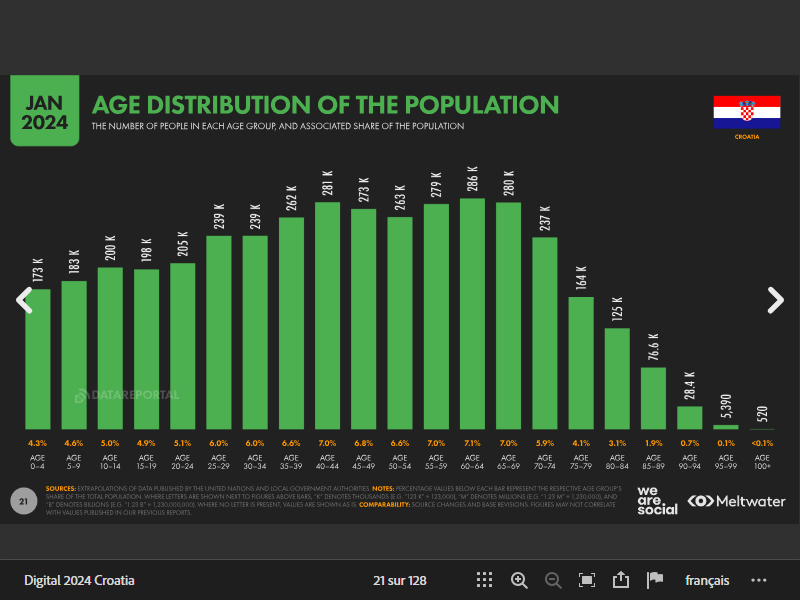 JAN
2024
AGE DISTRIBUTION OF THE POPULATION
THE NUMBER OF PEOPLE IN EACH AGE GROUP, AND ASSOCIATED SHARE OF THE POPULATION
CROATIA
173 K 183 K 200 K 198 K 205 K 239 K 239 K 262 K 281 K 273 K 263 K 279 K 286 K 280 K 237 K 164 K 125 K 76.6 K 28.4 K 5,390 520
DATAREPORTAL
4.3% 4.6% 5.0% 4.9% 5.1% 6.0% 6.0% 6.6% 7.0% 6.8% 6.6% 7.0% 7.1% 7.0% 5.9% 4.1% 3.1% 1.9% 0.7% 0.1% <0.1%
AGE AGE AGE AGE AGE AGE AGE AGE AGE AGE AGE AGE AGE AGE AGE AGE AGE AGE AGE AGE AGE
0–4 5–9 10–14 15–19 20–24 25–29 30–34 35–39 40–44 45–49 50–54 55–59 60–64 65–69 70–74 75–79 80–84 85–89 90–94 95–99 100+
21
SOURCES: EXTRAPOLATIONS OF DATA PUBLISHED BY THE UNITED NATIONS AND LOCAL GOVERNMENT AUTHORITIES. NOTES: PERCENTAGE VALUES BELOW EACH BAR REPRESENT THE RESPECTIVE AGE GROUP'S
SHARE OF THE TOTAL POPULATION. WHERE LETTERS ARE SHOWN NEXT TO FIGURES ABOVE BARS, "K" DENOTES THOUSANDS (E.G. "123 K" = 123,000), "M" DENOTES MILLIONS (E.G. "1.23 M" = 1,230,000), AND
"B" DENOTES BILLIONS (E.G. "1.23 B" = 1,230,000,000). WHERE NO LETTER IS PRESENT, VALUES ARE SHOWN AS IS. COMPARABILITY: SOURCE CHANGES AND BASE REVISIONS. FIGURES MAY NOT CORRELATE
WITH VALUES PUBLISHED IN OUR PREVIOUS REPORTS.
we
are.
social
Meltwater
Digital 2024 Croatia
21 sur 128
français